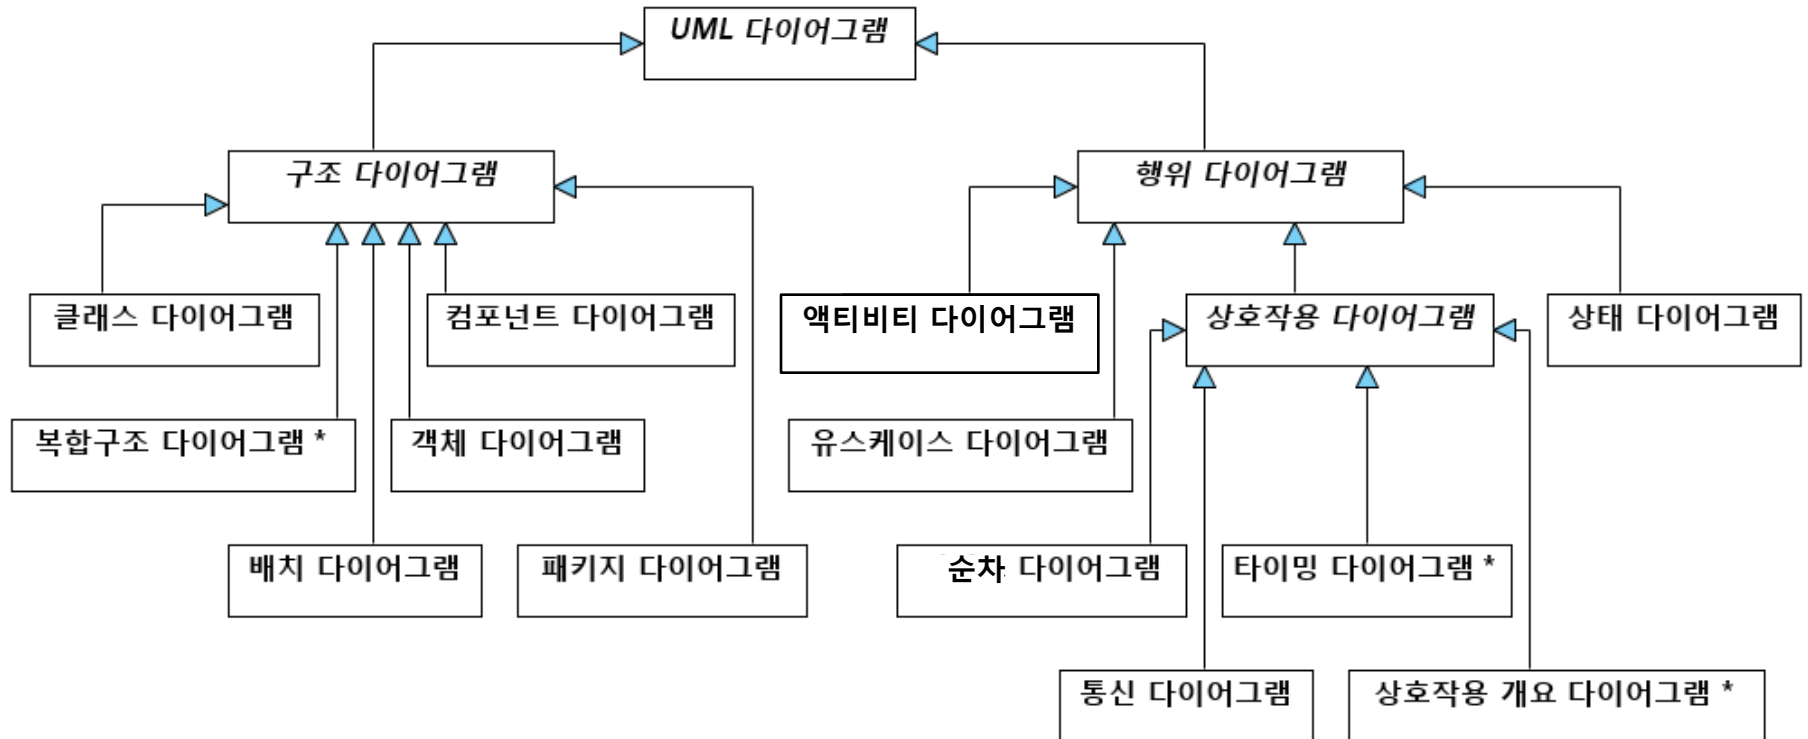 UML 다이어그램
구조 다이어그램
행위 다이어그램
클래스 다이어그램
컴포넌트 다이어그램
액티비티 다이어그램
상호작용 다이어그램
상태 다이어그램
복합구조 다이어그램 *
객체 다이어그램
유스케이스 다이어그램
배치 다이어그램
패키지 다이어그램
순차 다이어그램
타이밍 다이어그램 *
통신 다이어그램
상호작용 개요 다이어그램 *